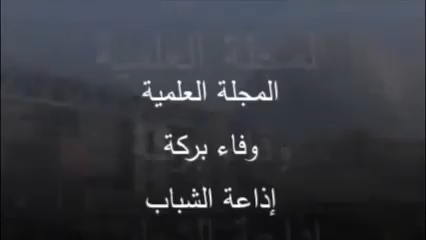 المجلة العلمية
وفاء بركة
إذاعة الشباب